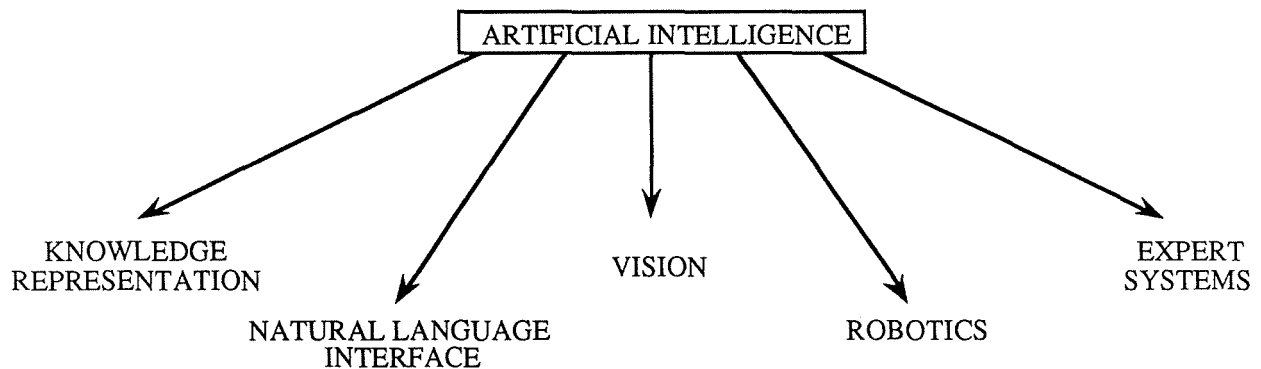 ARTIFICIAL INTELLIGENCE
KNOWLEDGE
REPRESENTATION
NATURAL LANGUAGE
INTERFACE
VISION
ROBOTICS
EXPERT
SYSTEMS